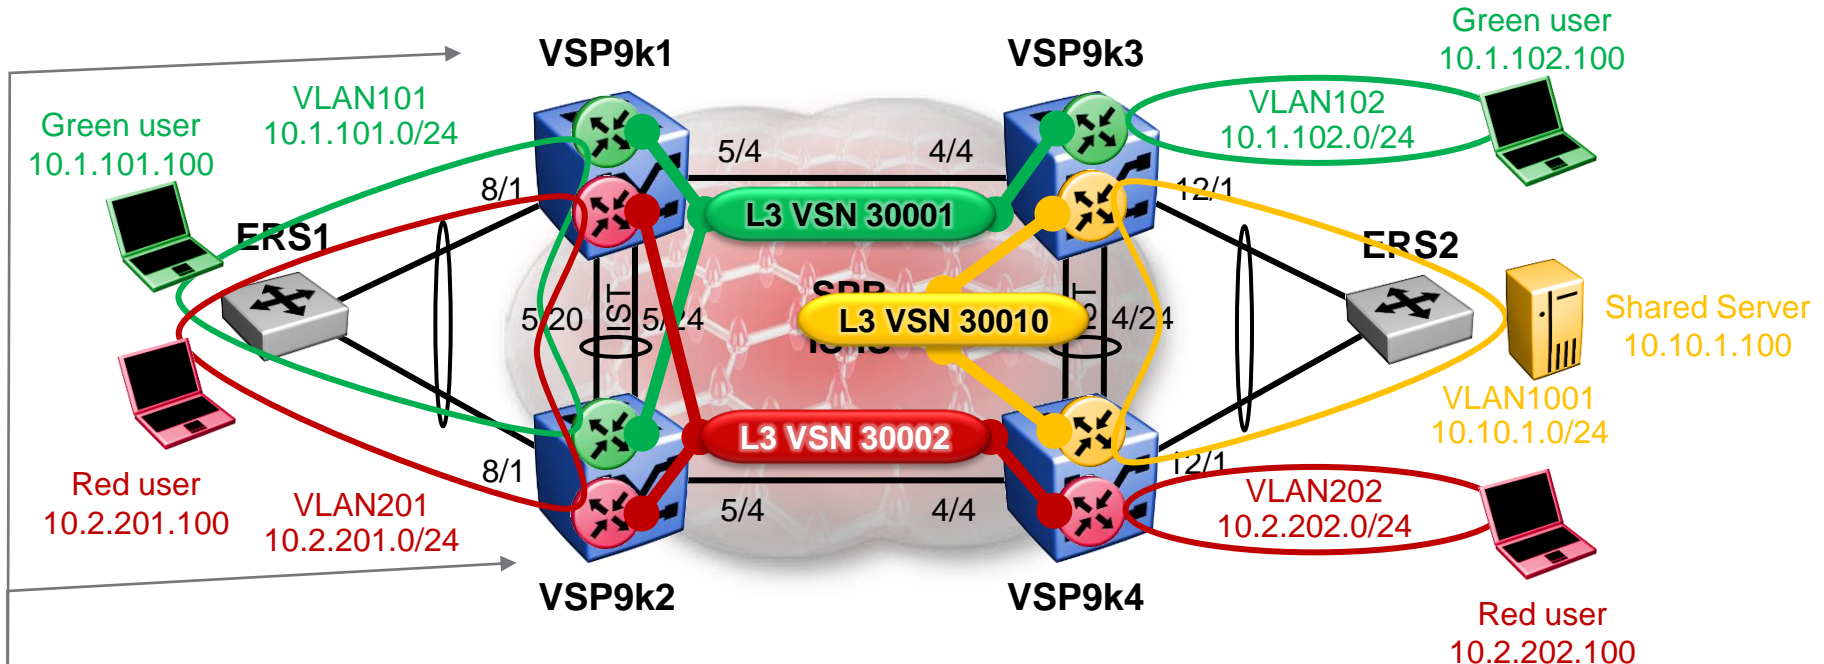 VSP9k1
VSP9k3
Green user
10.1.102.100
VLAN101
10.1.101.0/24
Green user
10.1.101.100
VLAN102
10.1.102.0/24
5/4
4/4
8/1
12/1
L3 VSN 30001
ERS1
ERS2
5/20
IST
5/24
SPB
L3 VSN 30010
4/24
Shared Server
10.10.1.100
VLAN1001
10.10.1.0/24
L3 VSN 30002
8/1
12/1
Red user
10.2.201.100
VLAN201
10.2.201.0/24
5/4
4/4
VLAN202
10.2.202.0/24
VSP9k2
VSP9k4
Red user
10.2.202.100